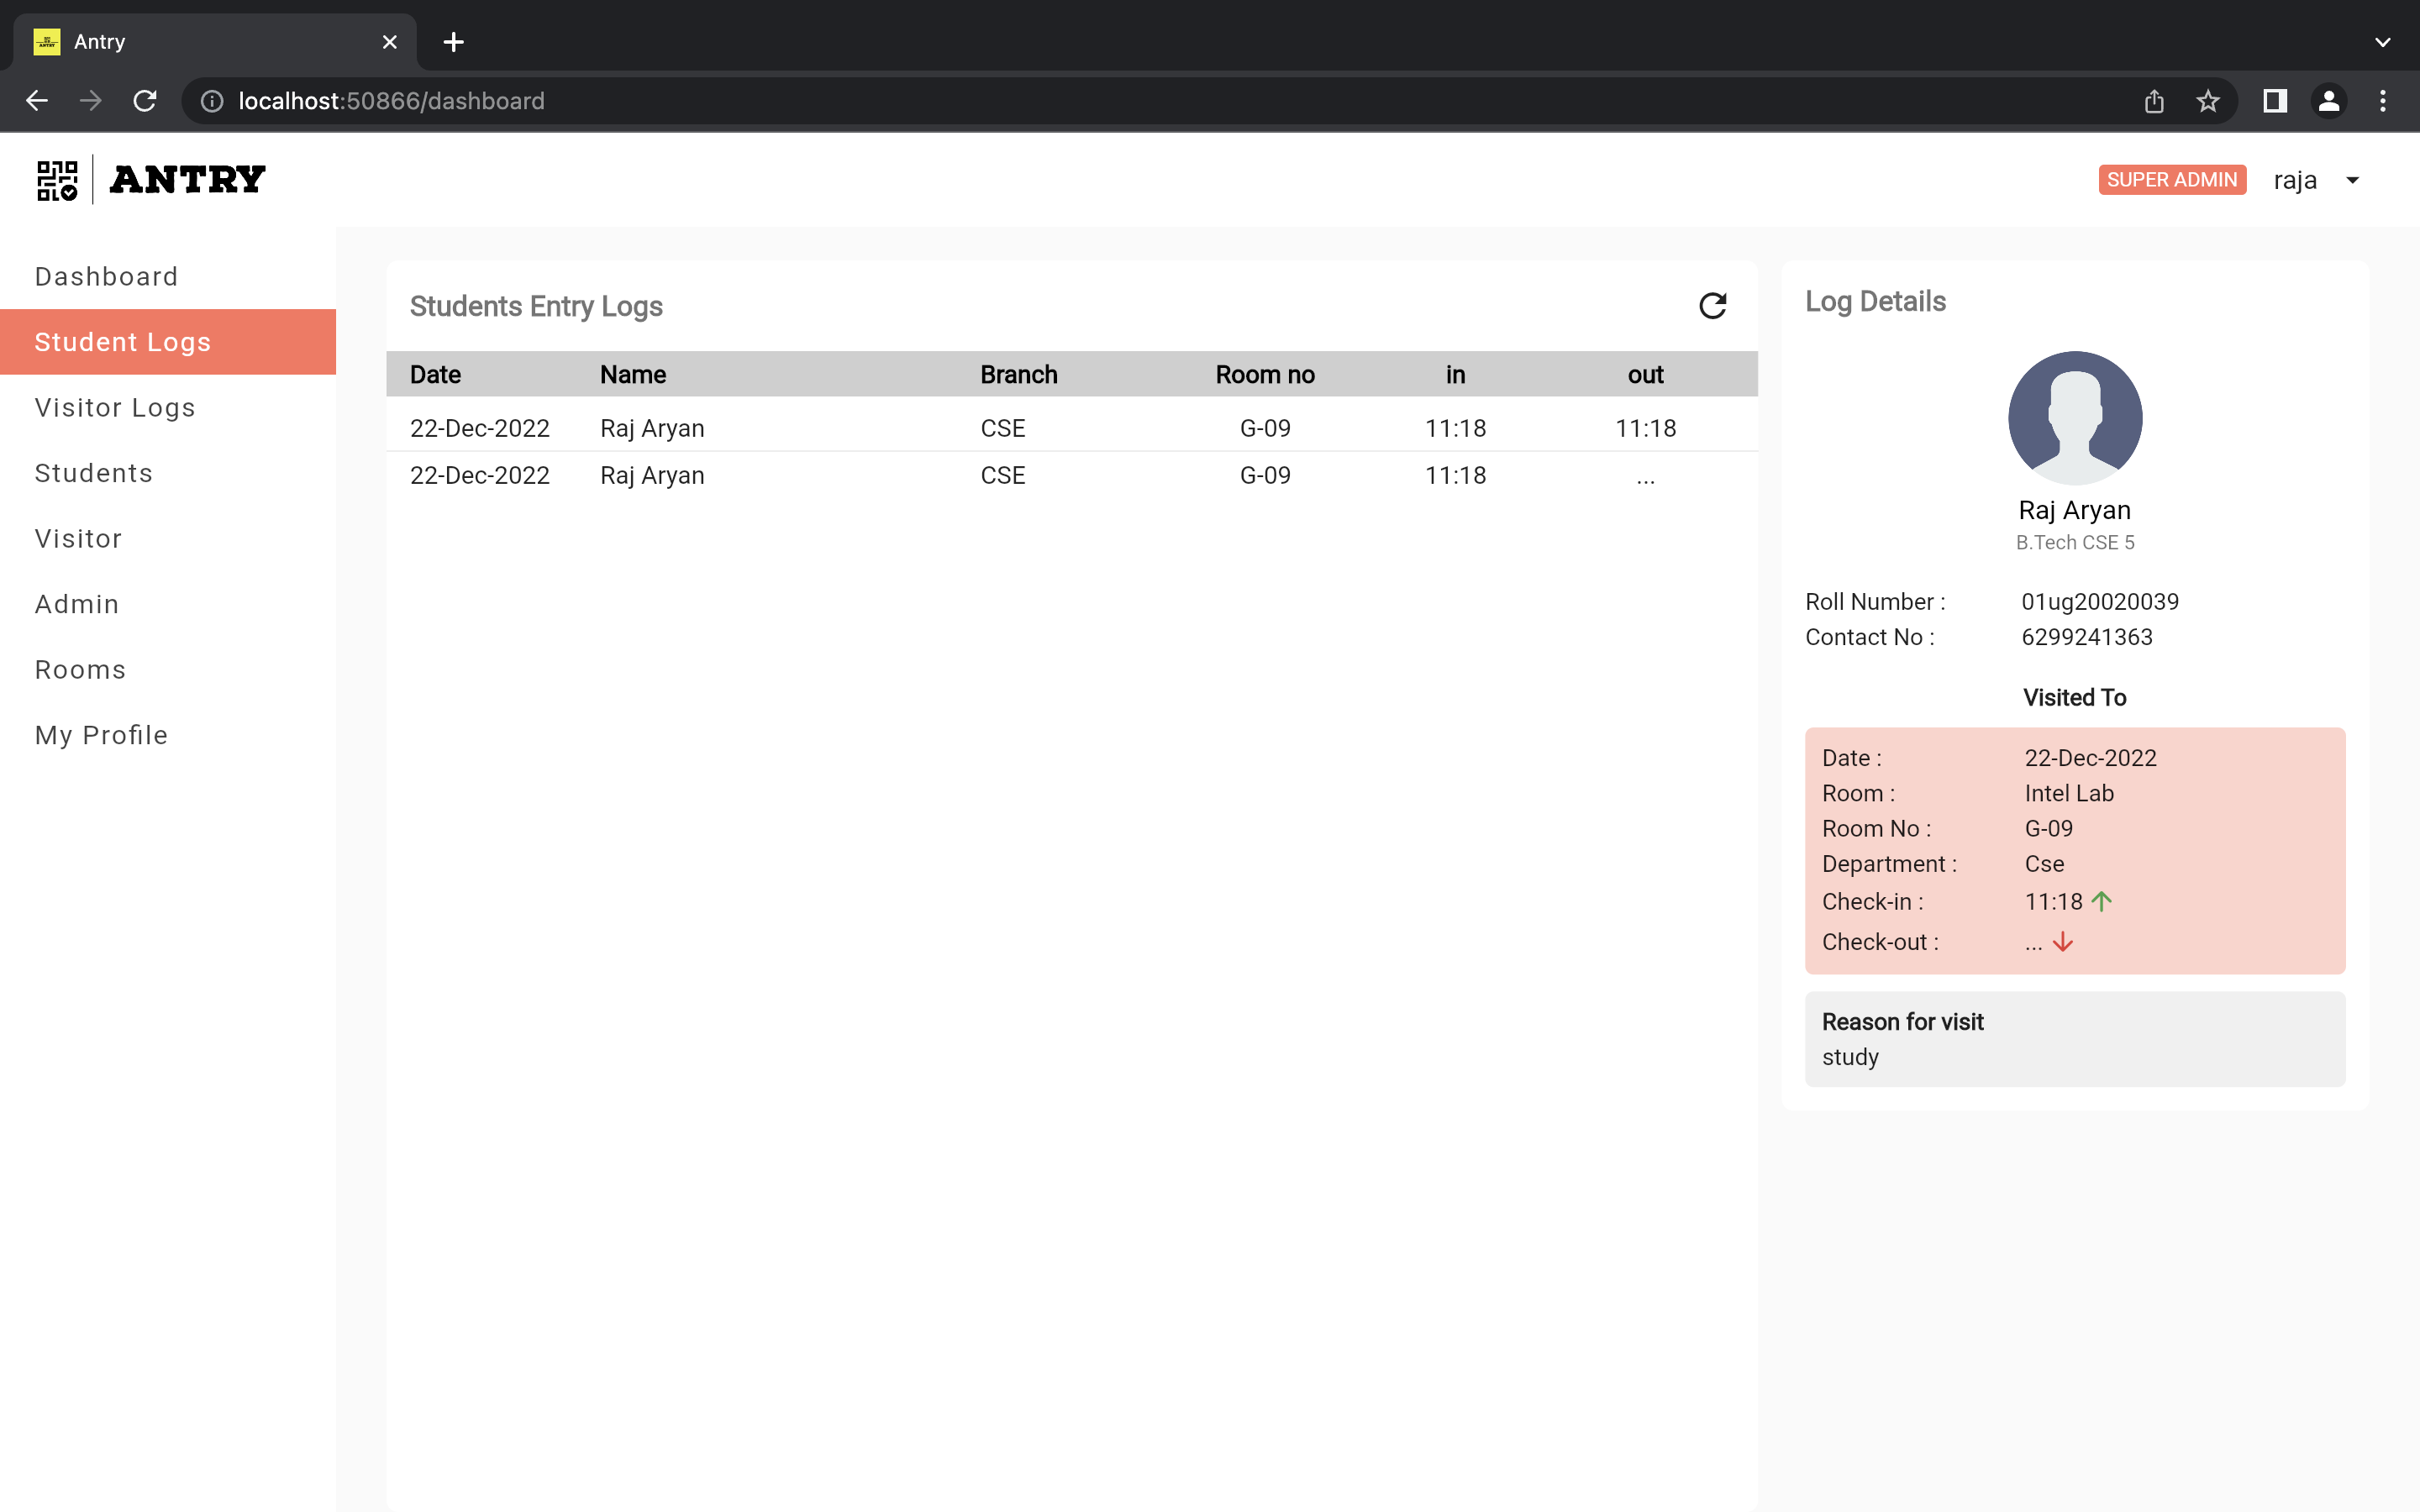 Antry
localhost:50866/dashboard
ANTRY
SUPER ADMIN raja
Dashboard
Student Logs
Visitor Logs
Students
Visitor
Admin
Rooms
My Profile
Students Entry Logs
Date Name Branch Room no in out
22-Dec-2022 Raj Aryan CSE G-09 11:18 11:18
22-Dec-2022 Raj Aryan CSE G-09 11:18 ...
Log Details
Raj Aryan
B.Tech CSE 5
Roll Number : 01ug20020039
Contact No : 6299241363
Visited To
Date : 22-Dec-2022
Room : Intel Lab
Room No : G-09
Department : Cse
Check-in : 11:18
Check-out : ...
Reason for visit
study